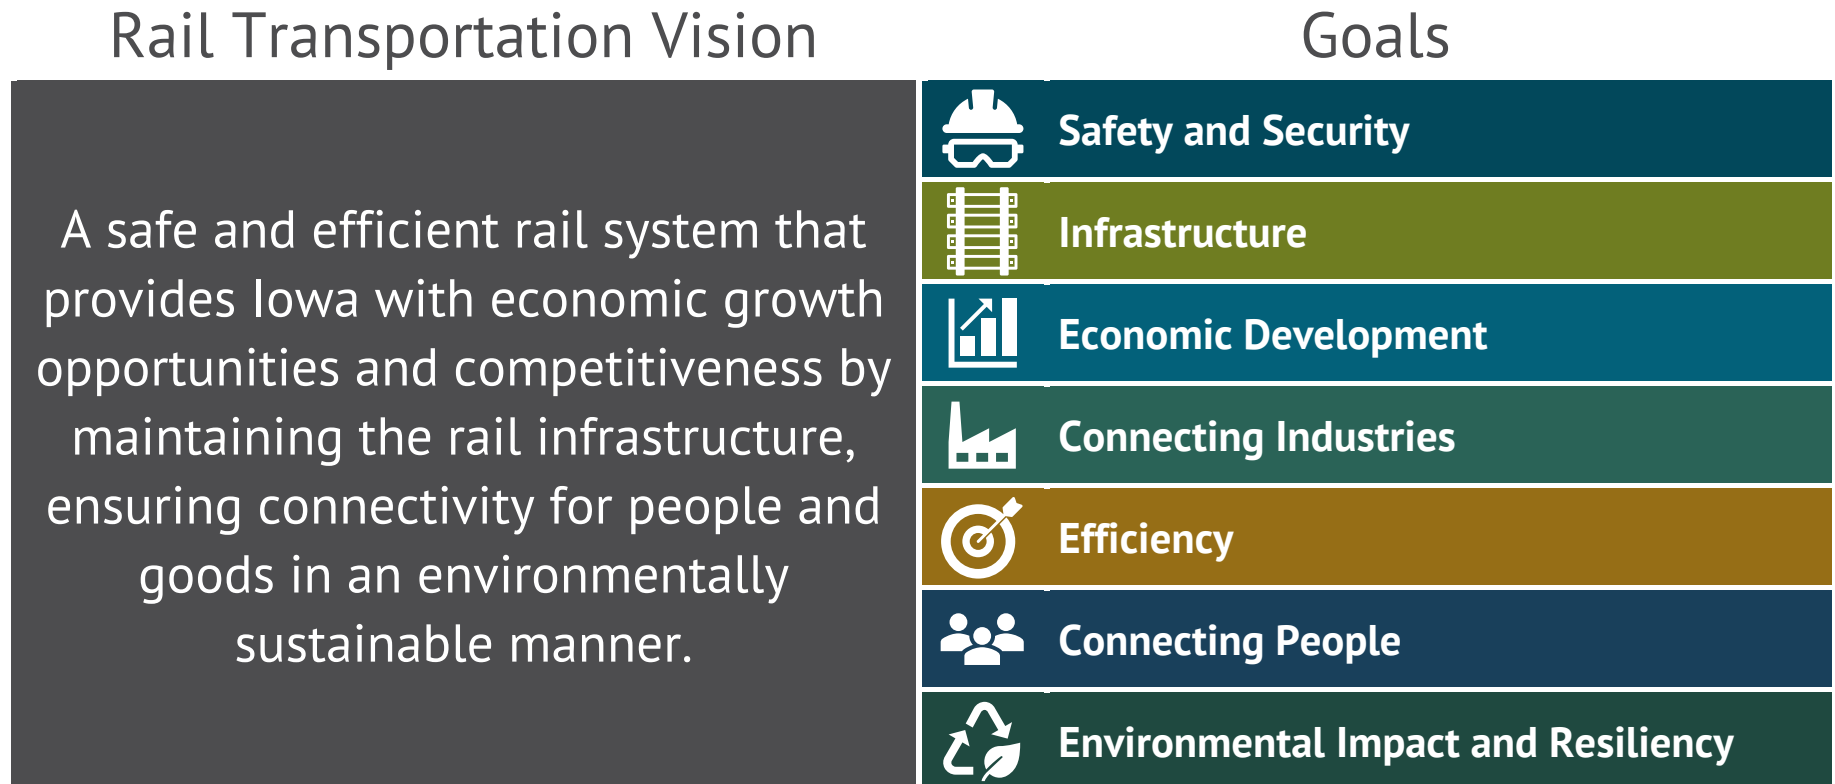 Rail Transportation Vision
A safe and efficient rail system that
provides Iowa with economic growth
opportunities and competitiveness by
maintaining the rail infrastructure,
ensuring connectivity for people and
goods in an environmentally
sustainable manner.
Goals
Safety and Security
Infrastructure
Economic Development
Connecting Industries
Efficiency
Connecting People
Environmental Impact and Resiliency